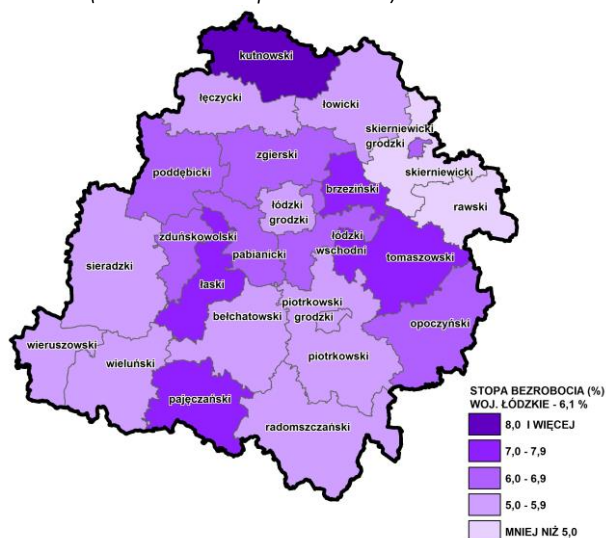 kutnowski
łęczycki
łowicki
skierniewicki
grodzki
zgierski
poddębicki
skierniewicki
brzeziński
rawski
łódzki
grodzki
zduńskowolski
łódzki
wschodni
pabianicki
tomaszowski
sieradzki
łaski
piotrkowski
grodzki
bełchatowski
opoczyński
wieruszowski
wieluński
piotrkowski
pajęczański
radomszczański
STOPA BEZROBOCIA (%)
WOJ. ŁÓDZKIE - 6,1 %
8,0 I WIĘCEJ
7,0 - 7,9
6,0 - 6,9
5,0 - 5,9
MNIEJ NIŻ 5,0